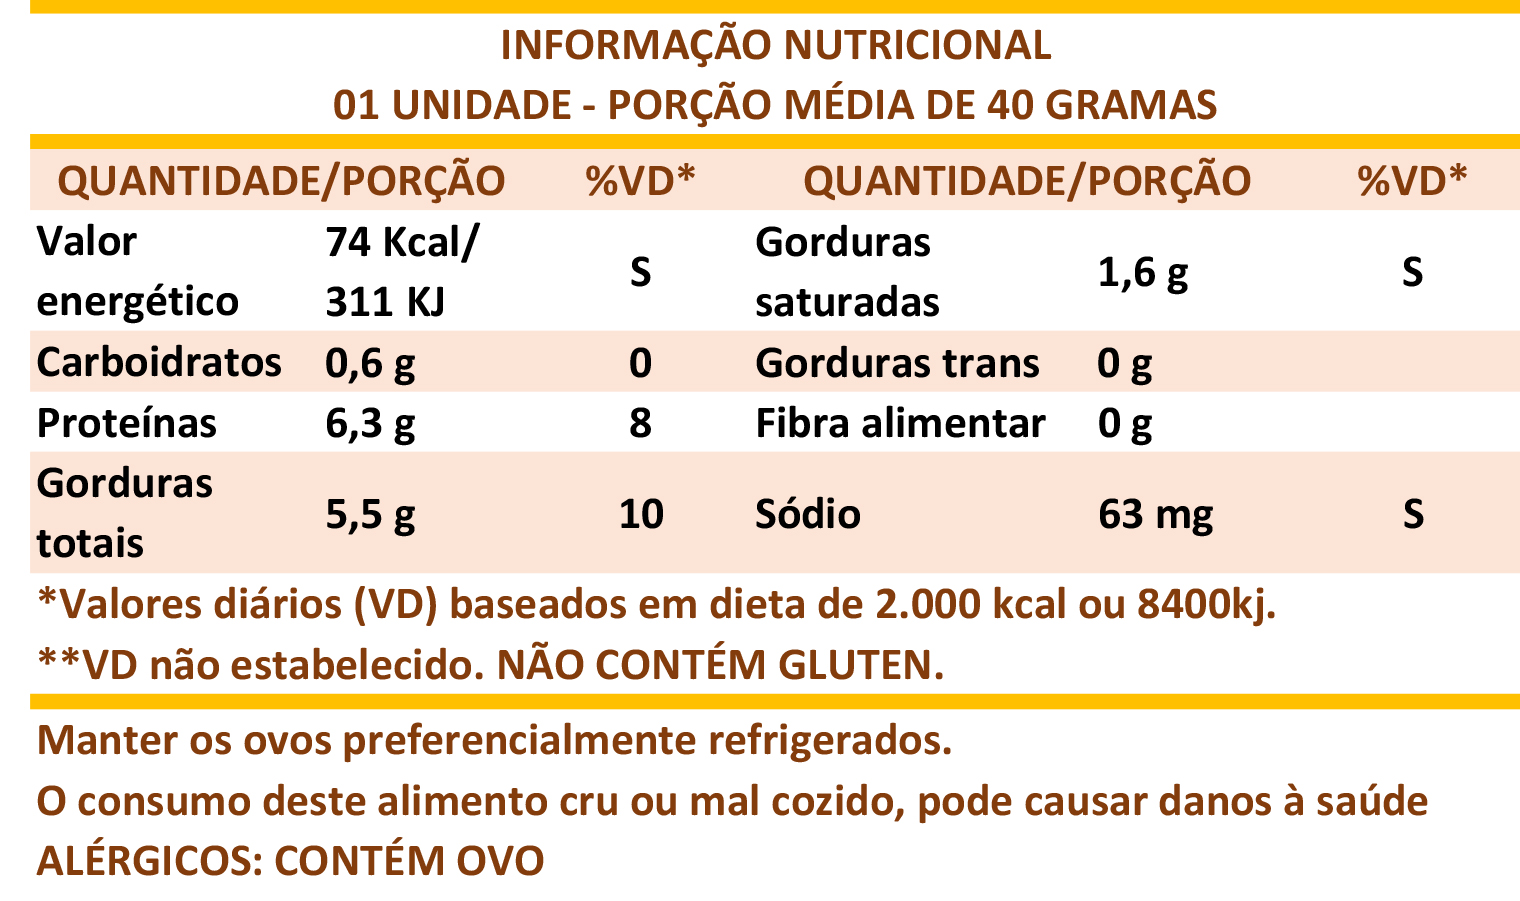 INFORMAÇÃO NUTRICIONAL
01 UNIDADE - PORÇÃO MÉDIA DE 40 GRAMAS
QUANTIDADE/PORÇÃO %VD* QUANTIDADE/PORÇÃO %VD*
Valor energético 74 Kcal/ 311 KJ S Gorduras saturadas 1,6 g S
Carboidratos 0,6 g 0 Gorduras trans 0 g
Proteínas 6,3 g 8 Fibra alimentar 0 g
Gorduras totais 5,5 g 10 Sódio 63 mg S
*Valores diários (VD) baseados em dieta de 2.000 kcal ou 8400kj.
**VD não estabelecido. NÃO CONTÉM GLUTEN.
Manter os ovos preferencialmente refrigerados.
O consumo deste alimento cru ou mal cozido, pode causar danos à saúde
ALÉRGICOS: CONTÉM OVO